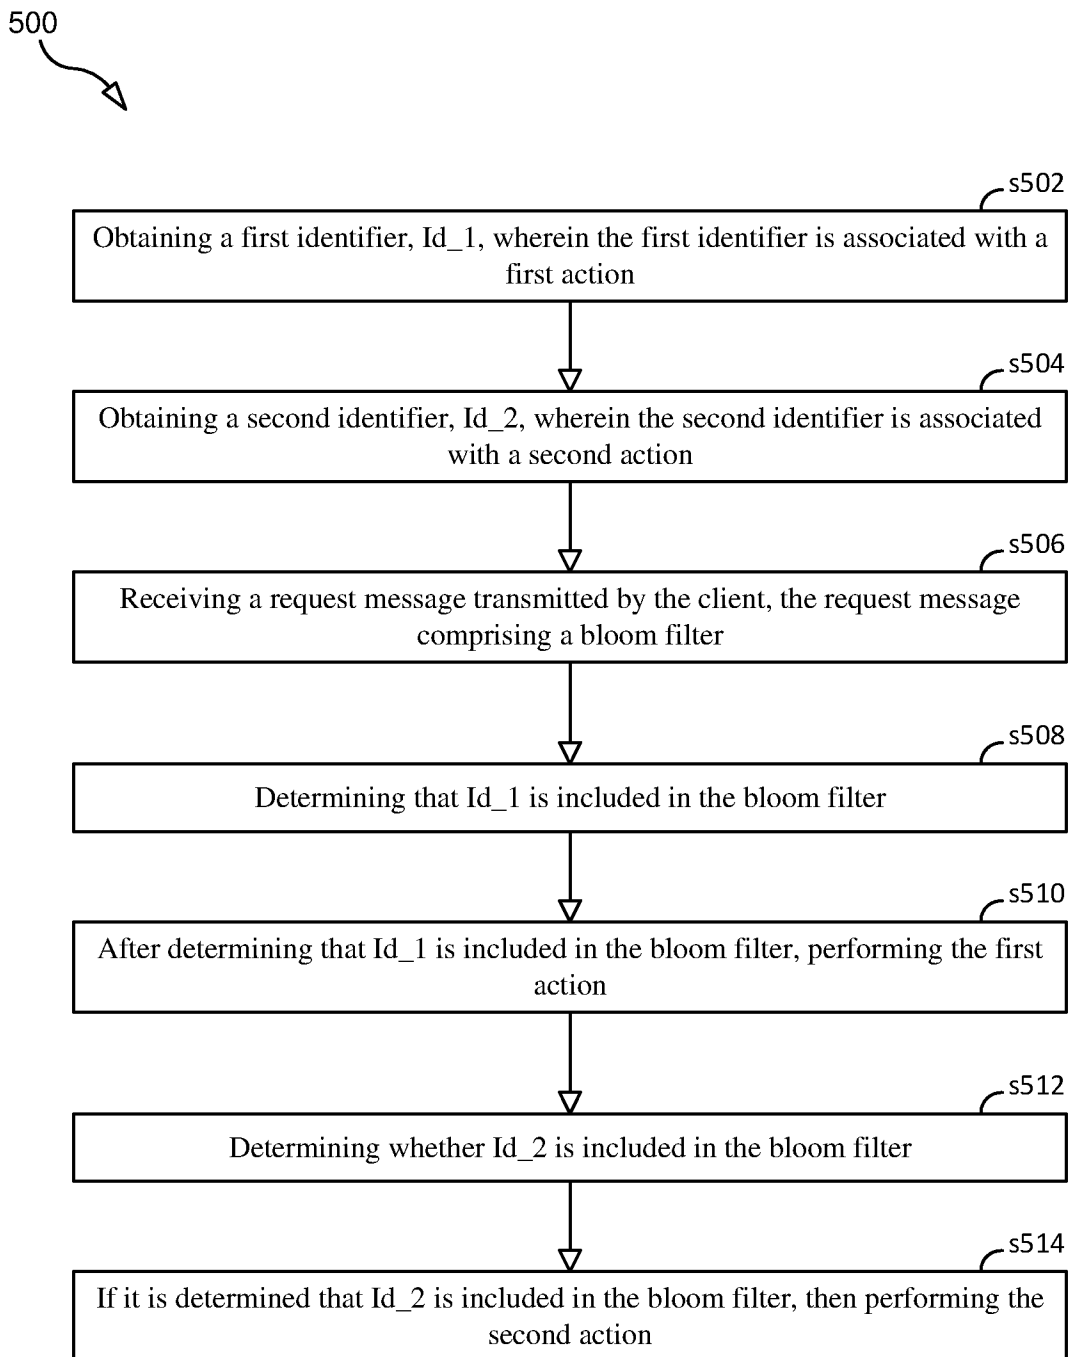 500
s502
Obtaining a first identifier, Id_1, wherein the first identifier is associated with a
first action
s504
Obtaining a second identifier, Id_2, wherein the second identifier is associated
with a second action
s506
Receiving a request message transmitted by the client, the request message
comprising a bloom filter
s508
Determining that Id_1 is included in the bloom filter
s510
After determining that Id_1 is included in the bloom filter, performing the first
action
s512
Determining whether Id_2 is included in the bloom filter
s514
If it is determined that Id_2 is included in the bloom filter, then performing the
second action